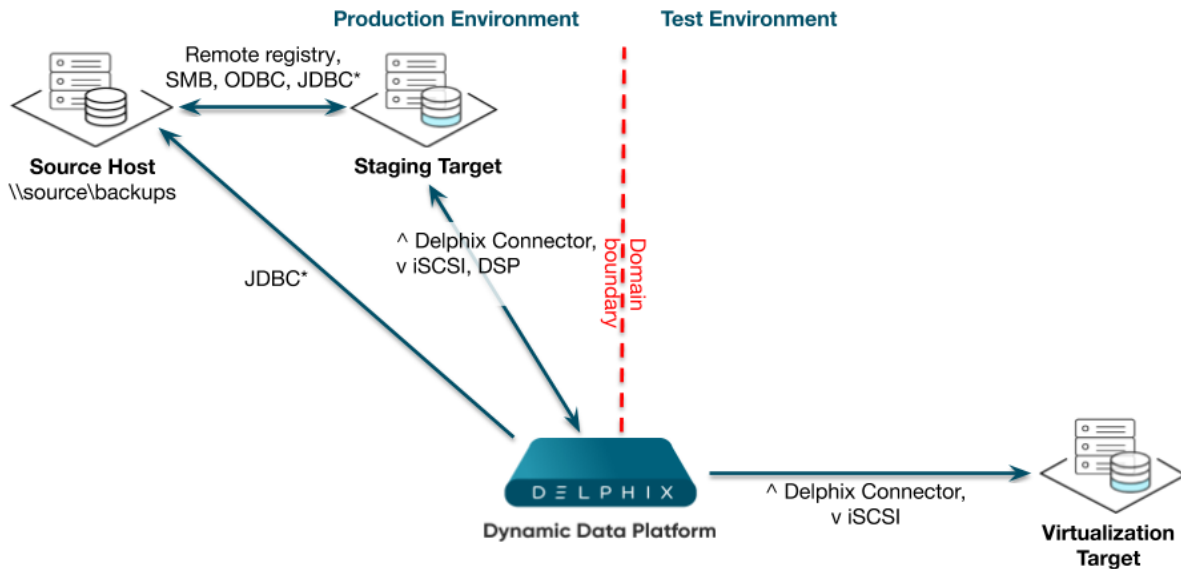 Production Environment
Test Environment
Remote registry,
SMB, ODBC, JDBC*
Source Host
\\source\backups
Staging Target
^ Delphix Connector,
v iSCSI, DSP
JDBC*
Domain
boundary
DELPHIX
Dynamic Data Platform
^ Delphix Connector,
v iSCSI
Virtualization
Target